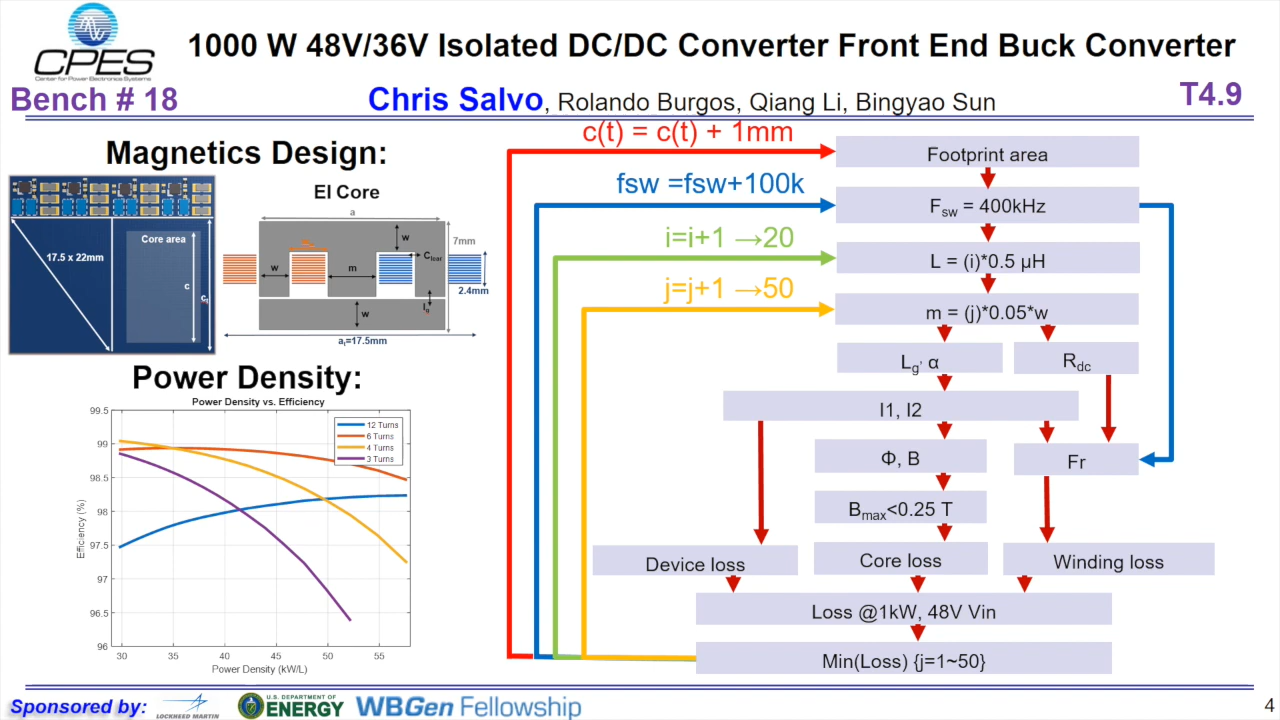 CPES
Center for Power Electronics Systems
1000 W 48V/36V Isolated DC/DC Converter Front End Buck Converter
Bench # 18
Chris Salvo, Rolando Burgos, Qiang Li, Bingyao Sun
T4.9
Magnetics Design:
17.5 x 22mm
Core area
c
EI Core
a
w
7mm
w
m
Clear
2.4mm
lg
w
at=17.5mm
Power Density:
Power Density vs. Efficiency
12 Turns
6 Turns
4 Turns
3 Turns
Efficiency (%)
99.5
99
98.5
98
97.5
97
96.5
96
30 35 40 45 50 55
Power Density (kW/L)
c(t) = c(t) + 1mm
fsw =fsw+100k
i=i+1 →20
j=j+1 →50
Footprint area
Fsw = 400kHz
L = (i)*0.5 µH
m = (j)*0.05*w
Lg, α
Rdc
I1, I2
Φ, B
Fr
Bmax<0.25 T
Device loss
Core loss
Winding loss
Loss @1kW, 48V Vin
Min(Loss) {j=1~50}
Sponsored by:
LOCKHEED MARTIN
U.S. DEPARTMENT OF
ENERGY
WBGen Fellowship
4